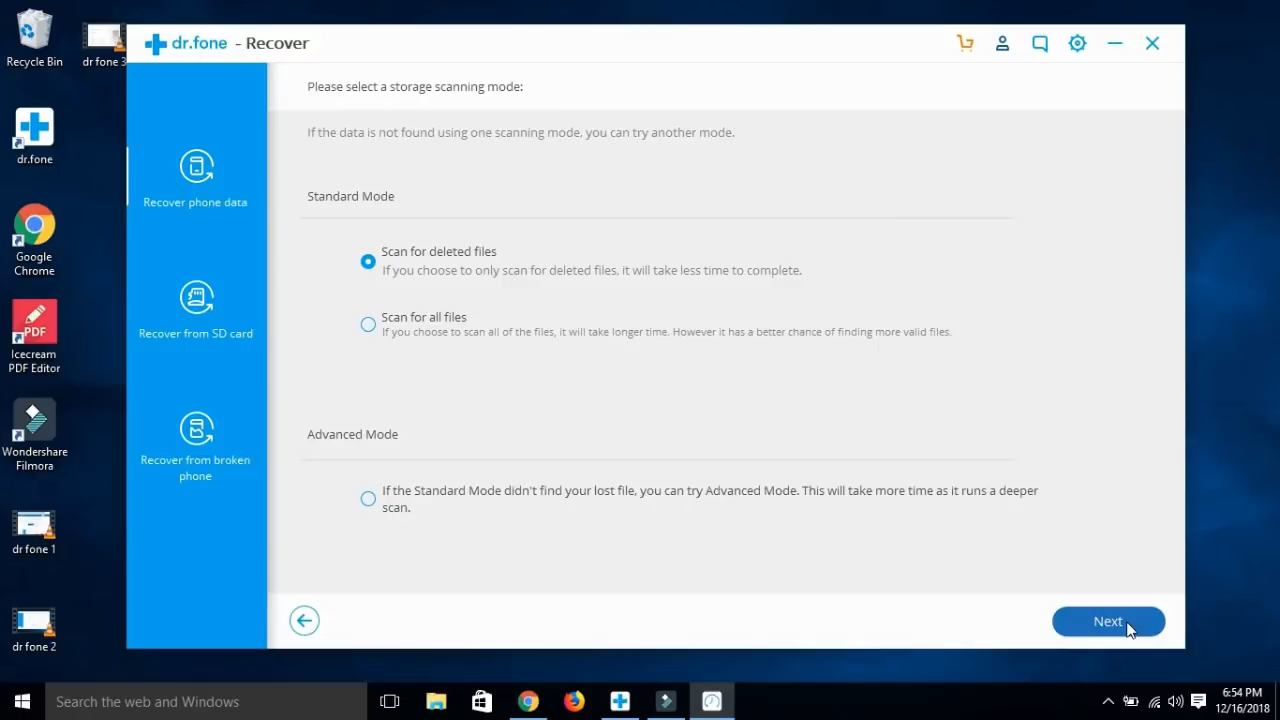 Recycle Bin
dr fone 3
dr.fone
Google
Chrome
PDF
Icecream
PDF Editor
Wondershare
Filmora
dr fone 1
dr fone 2
dr.fone - Recover
Recover phone data
Recover from SD card
Recover from broken
phone
Please select a storage scanning mode:
If the data is not found using one scanning mode, you can try another mode.
Standard Mode
Scan for deleted files
If you choose to only scan for deleted files, it will take less time to complete.
Scan for all files
If you choose to scan all of the files, it will take longer time. However it has a better chance of finding more valid files.
Advanced Mode
If the Standard Mode didn't find your lost file, you can try Advanced Mode. This will take more time as it runs a deeper
scan.
Next
Search the web and Windows
6:54 PM
12/16/2018